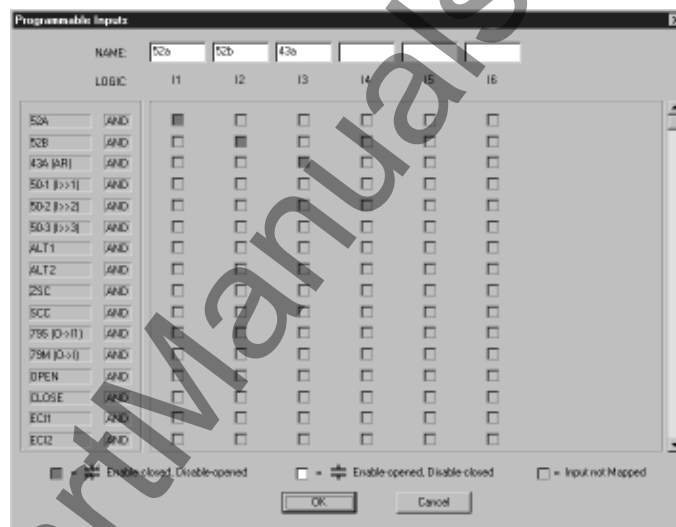 Programmable Inputs
NAME: 52a 52b 43a
LOGIC: I1 I2 I3 I4 I5 I6
52A AND
52B AND
43A (AR) AND
50-1 (I>>1) AND
50-2 (I>>2) AND
50-3 (I>>3) AND
ALT1 AND
ALT2 AND
ZSC AND
SCC AND
79S (O->I1) AND
79M (O->I) AND
OPEN AND
CLOSE AND
ECI1 AND
ECI2 AND
= Enable-closed, Disable-opened = Enable-opened, Disable-closed = Input not Mapped
OK Cancel